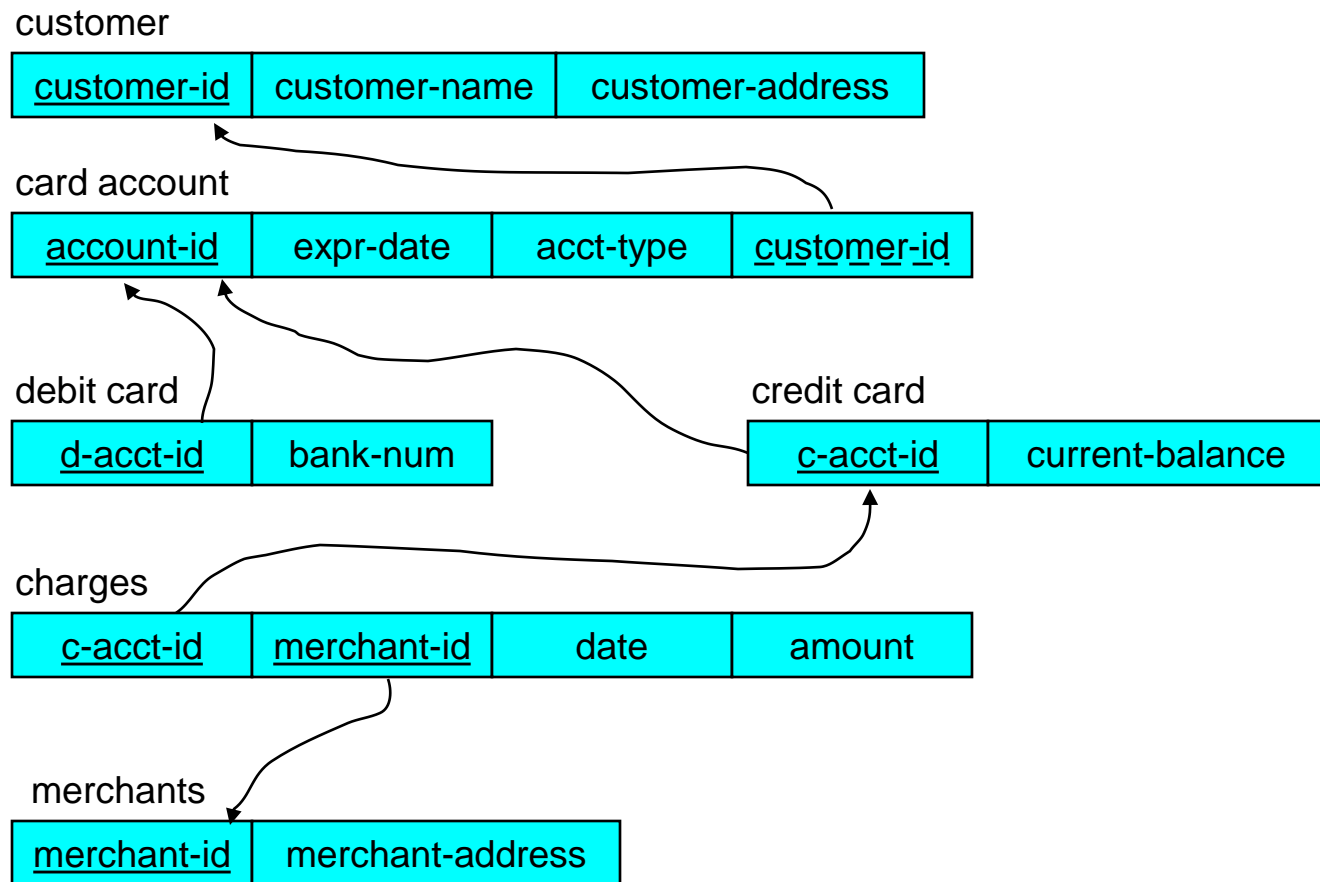 customer
customer-id customer-name customer-address
card account
account-id expr-date acct-type customer-id
debit card credit card
d-acct-id bank-num c-acct-id current-balance
charges
c-acct-id merchant-id date amount
merchants
merchant-id merchant-address